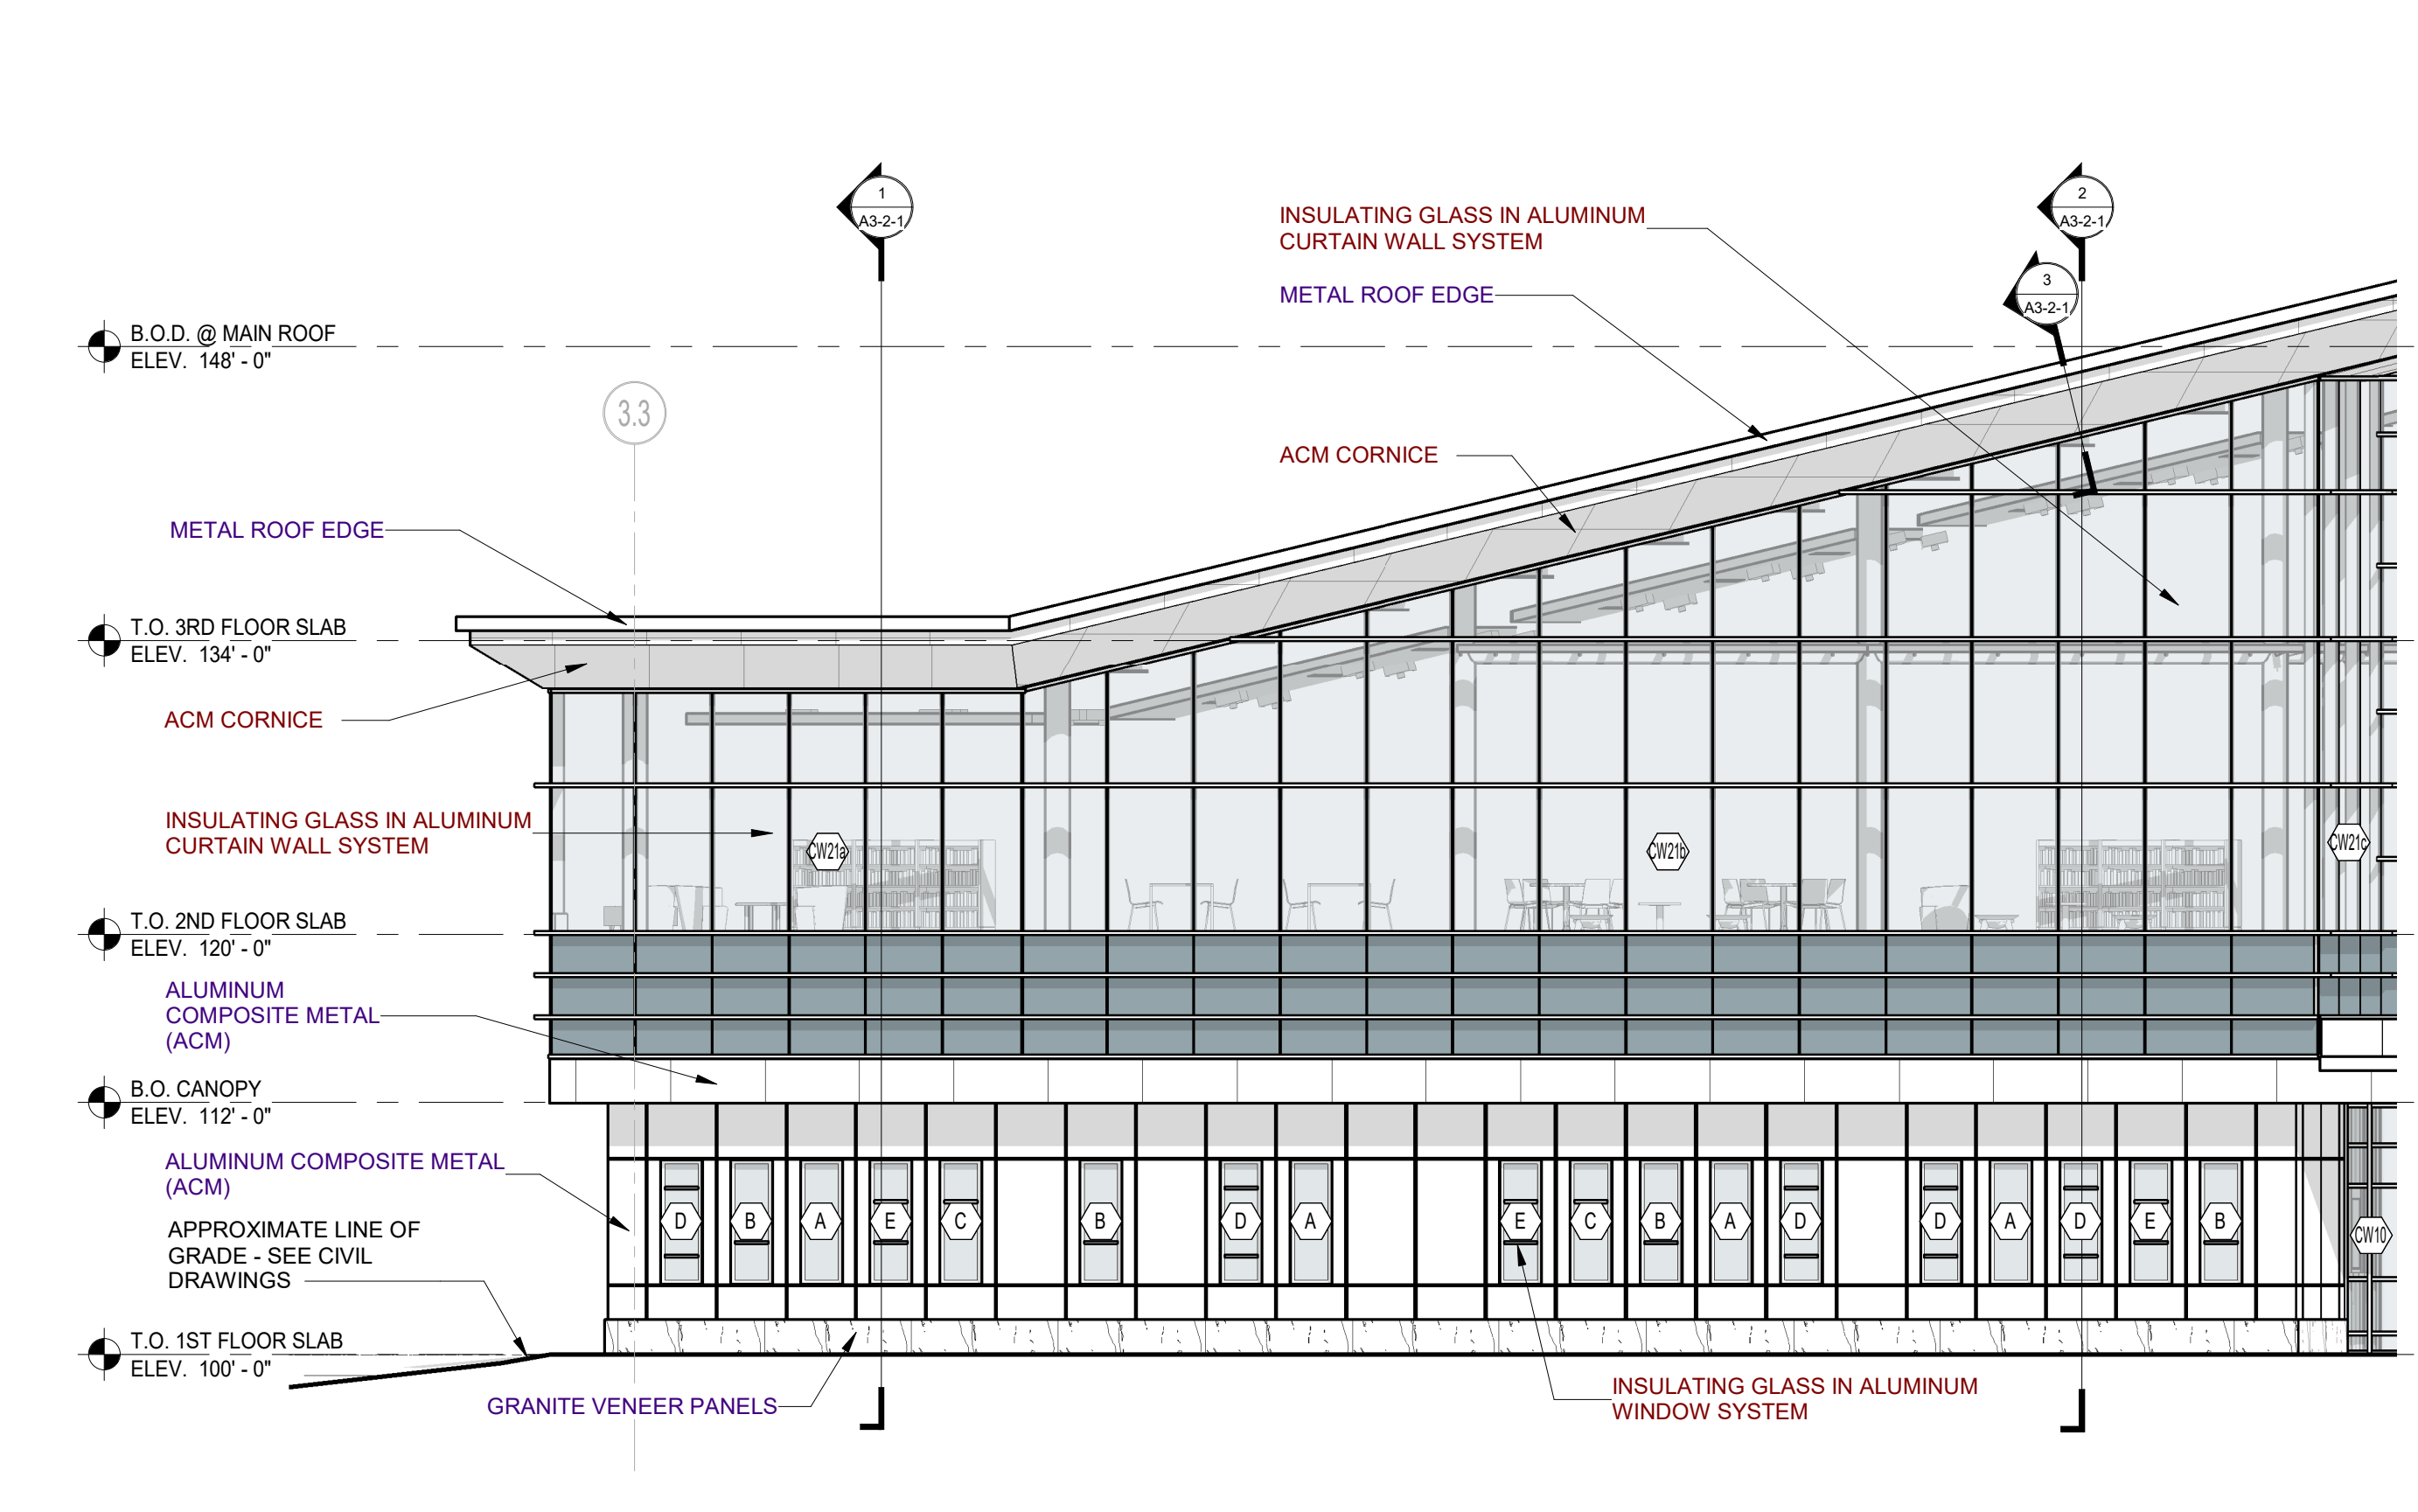 1
A3-2-1
2
A3-2-1
3
A3-2-1
INSULATING GLASS IN ALUMINUM
CURTAIN WALL SYSTEM
METAL ROOF EDGE
B.O.D. @ MAIN ROOF
ELEV. 148' - 0"
3.3
ACM CORNICE
METAL ROOF EDGE
T.O. 3RD FLOOR SLAB
ELEV. 134' - 0"
ACM CORNICE
INSULATING GLASS IN ALUMINUM
CURTAIN WALL SYSTEM
CW21a
CW21b
CW21c
T.O. 2ND FLOOR SLAB
ELEV. 120' - 0"
ALUMINUM
COMPOSITE METAL
(ACM)
B.O. CANOPY
ELEV. 112' - 0"
ALUMINUM COMPOSITE METAL
(ACM)
D B A E C B D A E C B A D D A D E B
CW10
APPROXIMATE LINE OF
GRADE - SEE CIVIL
DRAWINGS
T.O. 1ST FLOOR SLAB
ELEV. 100' - 0"
GRANITE VENEER PANELS
INSULATING GLASS IN ALUMINUM
WINDOW SYSTEM